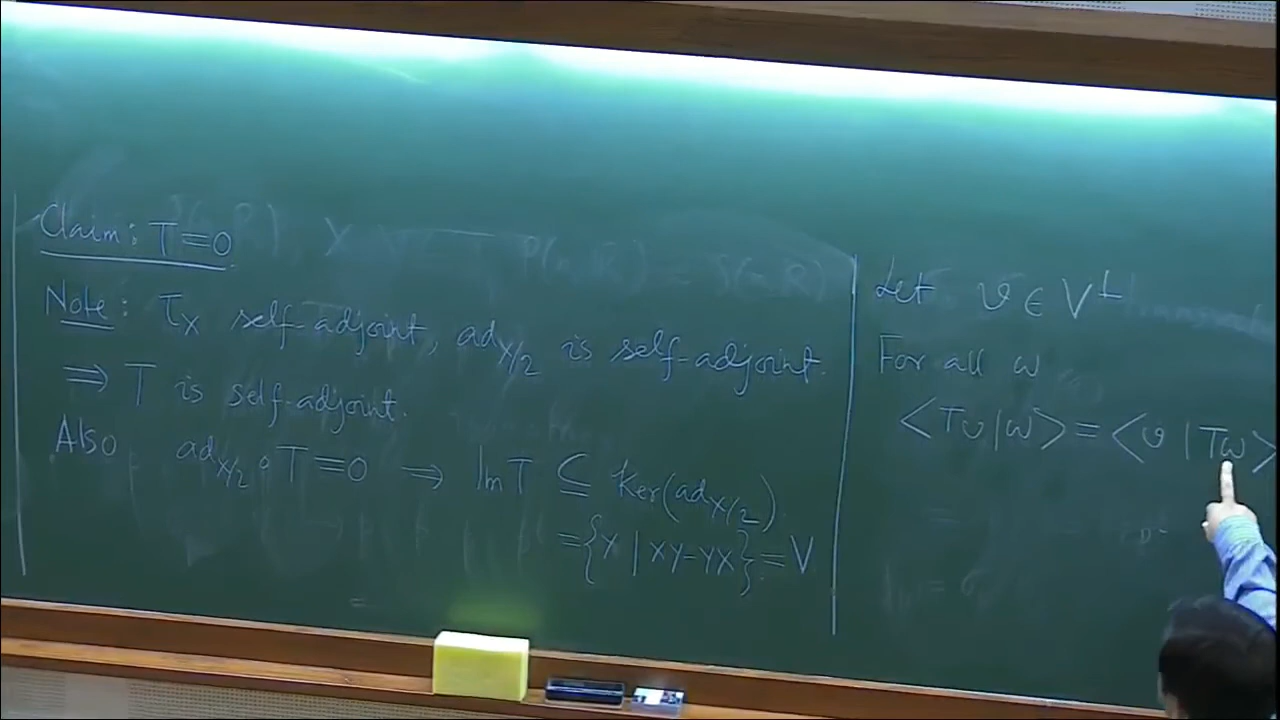 Claim: T=0
Note: τ_X self-adjoint, ad_{X/2} is self-adjoint.
⇒ T is self-adjoint.
Also ad_{X/2} ∘ T=0 ⇒ Im T ⊆ Ker(ad_{X/2})
={Y | XY-YX}=V
Let v ∈ V^⊥
For all w
<Tv|w>=<v|Tw>